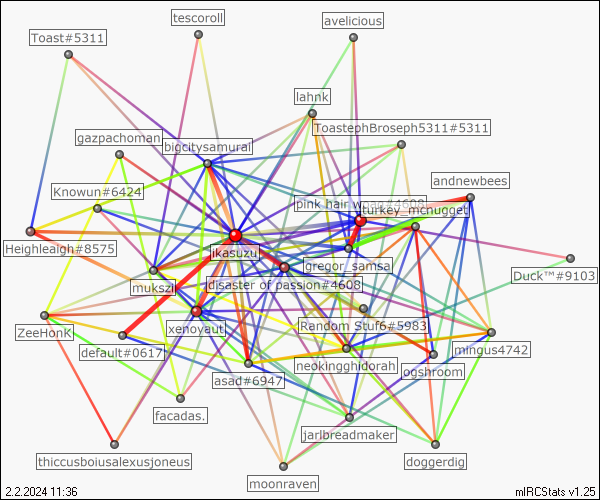 tescoroll
avelicious
Toast#5311
lahnk
ToastephBroseph5311#5311
gazpachoman
bigcitysamurai
andnewbees
Knowun#6424
pink hair wpap#4608
turkey_mcnugget
Heighleaigh#8575
ikasuzu
gregor_samsa
Duck™#9103
mukszi
disaster of passion#4608
xenoyaut
Random Stuf6#5983
ZeeHonK
default#0617
neokingghidorah
mingus4742
ogshroom
asad#6947
facadas.
jarlbreadmaker
thiccusboiusalexusjoneus
doggerdig
moonraven
2.2.2024 11:36
mIRCStats v1.25